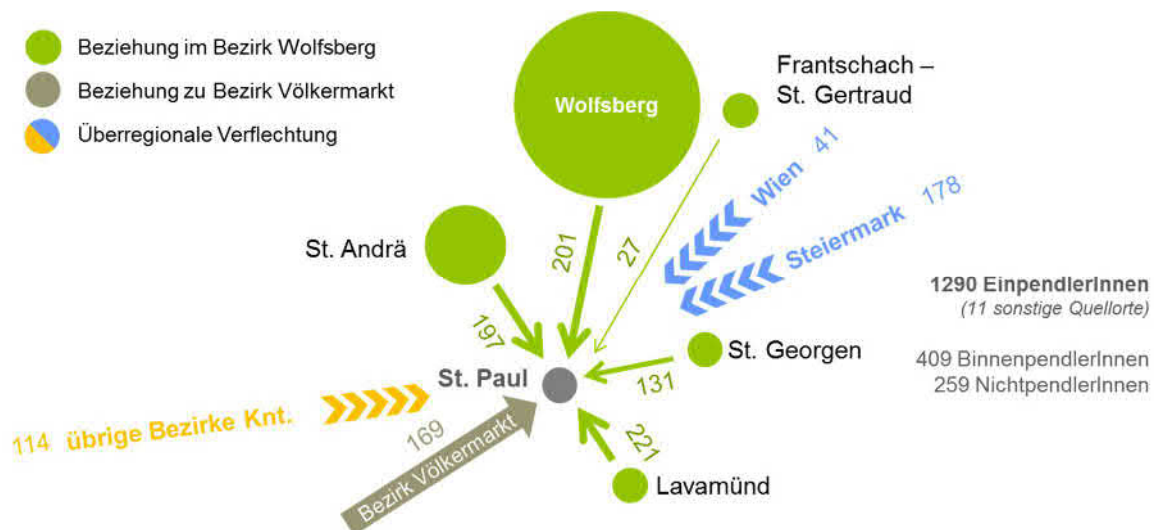 Beziehung im Bezirk Wolfsberg
Beziehung zu Bezirk Völkermarkt
Überregionale Verflechtung
Wolfsberg
Frantschach –
St. Gertraud
Wien 41
Steiermark 178
St. Andrä
201
27
197
1290 EinpendlerInnen
(11 sonstige Quellorte)
409 BinnenpendlerInnen
259 NichtpendlerInnen
St. Georgen
131
St. Paul
114 übrige Bezirke Knt.
169
Bezirk Völkermarkt
221
Lavamünd